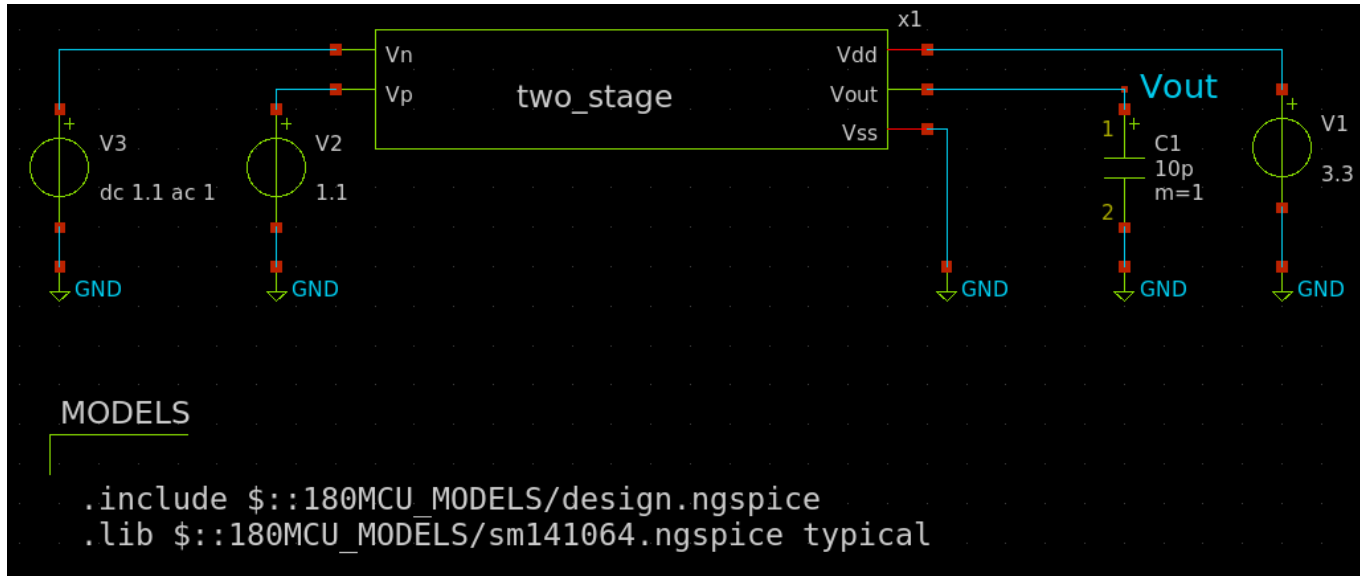 x1
Vn
Vdd
Vp
two_stage
Vout
Vout
Vss
+
V3
dc 1.1 ac 1
+
V2
1.1
1
+
C1
10p
m=1
2
+
V1
3.3
GND
GND
GND
GND
GND
MODELS
.include $::180MCU_MODELS/design.ngspice
.lib $::180MCU_MODELS/sm141064.ngspice typical